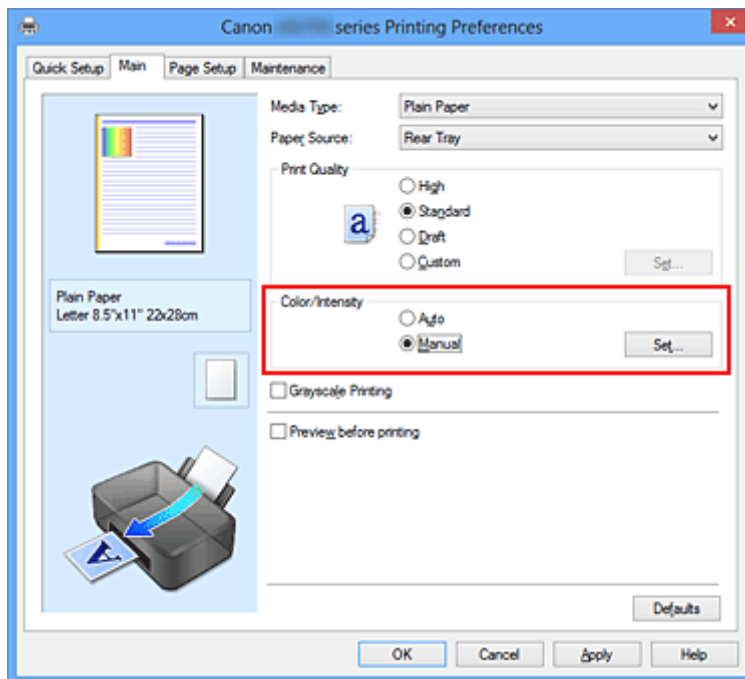 Canon series Printing Preferences
Quick Setup Main Page Setup Maintenance
Media Type: Plain Paper
Paper Source: Rear Tray
Print Quality
High
Standard
Draft
Custom Set...
a
Plain Paper
Letter 8.5"x11" 22x28cm
Color/Intensity
Auto
Manual Set...
Grayscale Printing
Preview before printing
A
Defaults
OK Cancel Apply Help